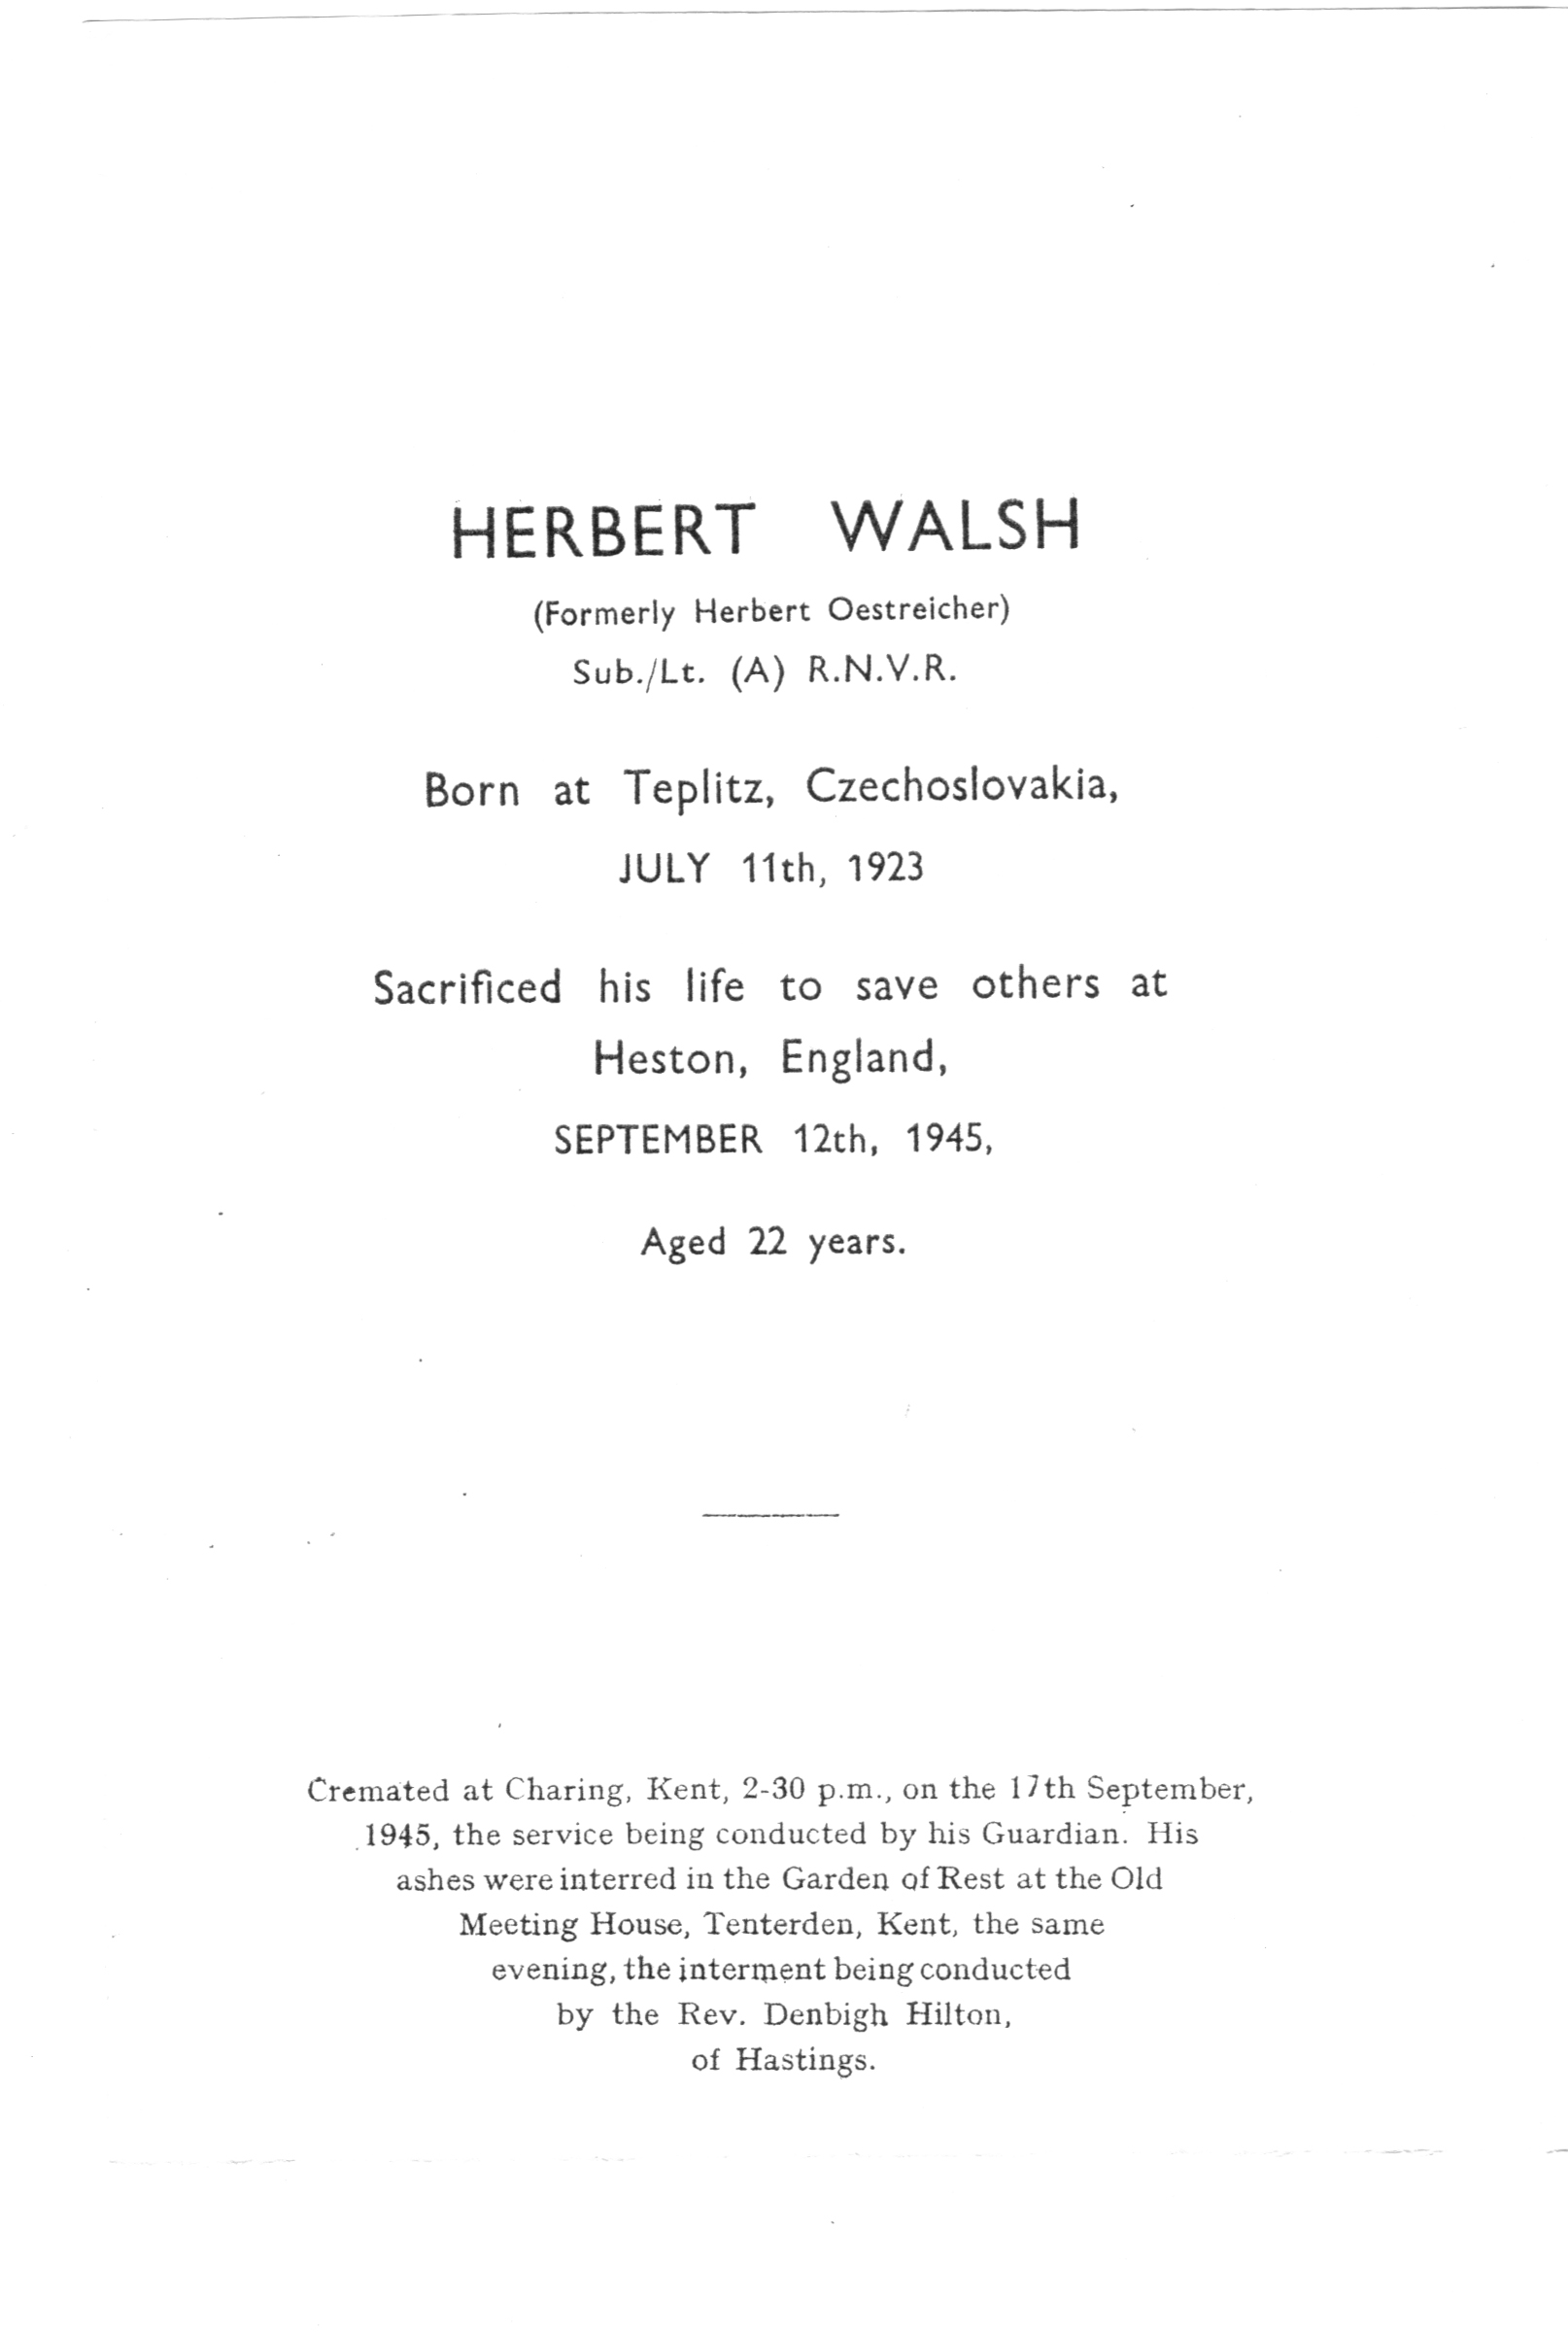 HERBERT WALSH
(Formerly Herbert Oestreicher)
Sub./Lt. (A) R.N.V.R.
Born at Teplitz, Czechoslovakia,
JULY 11th, 1923
Sacrificed his life to save others at
Heston, England,
SEPTEMBER 12th, 1945,
Aged 22 years.
Cremated at Charing, Kent, 2-30 p.m., on the 17th September,
1945, the service being conducted by his Guardian. His
ashes were interred in the Garden of Rest at the Old
Meeting House, Tenterden, Kent, the same
evening, the interment being conducted
by the Rev. Denbigh Hilton,
of Hastings.